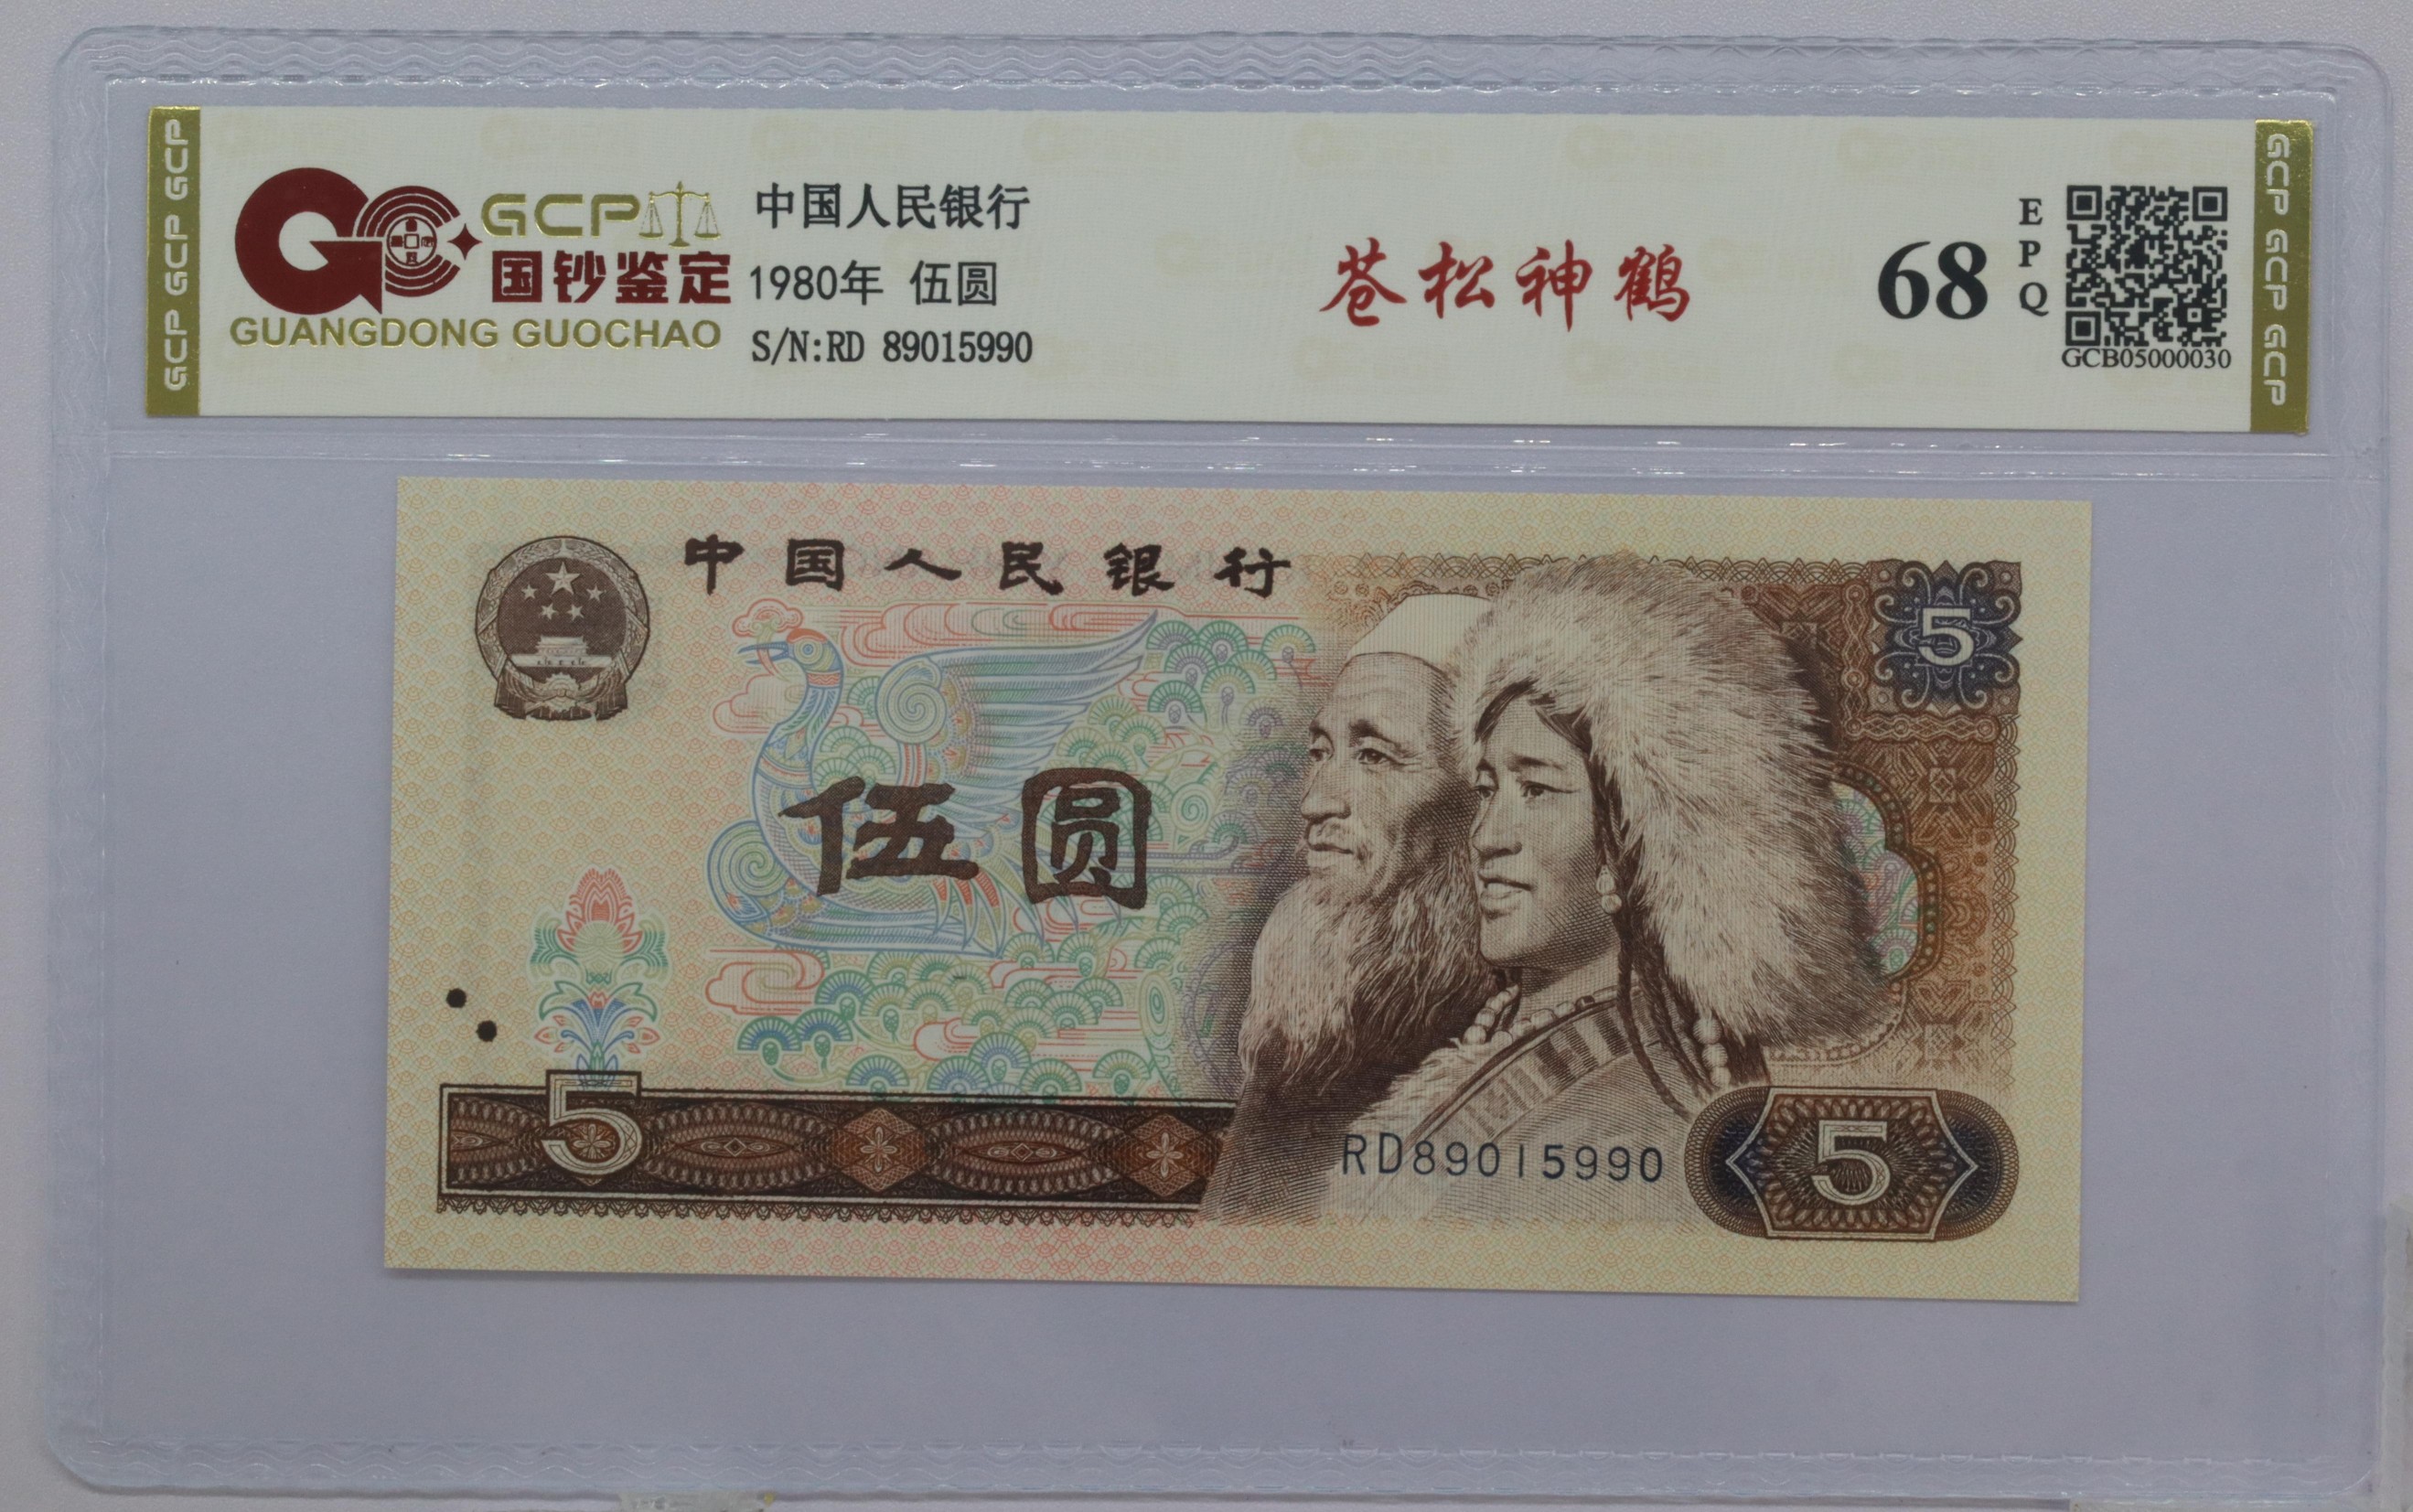 GCP GCP GCP
GCP
国钞鉴定
GUANGDONG GUOCHAO
中国人民银行
1980年 伍圆
S/N:RD 89015990
苍松神鹤
68
EPQ
GCB05000030
GCP GCP GCP
中国人民银行
5
伍圆
5
RD89015990
5